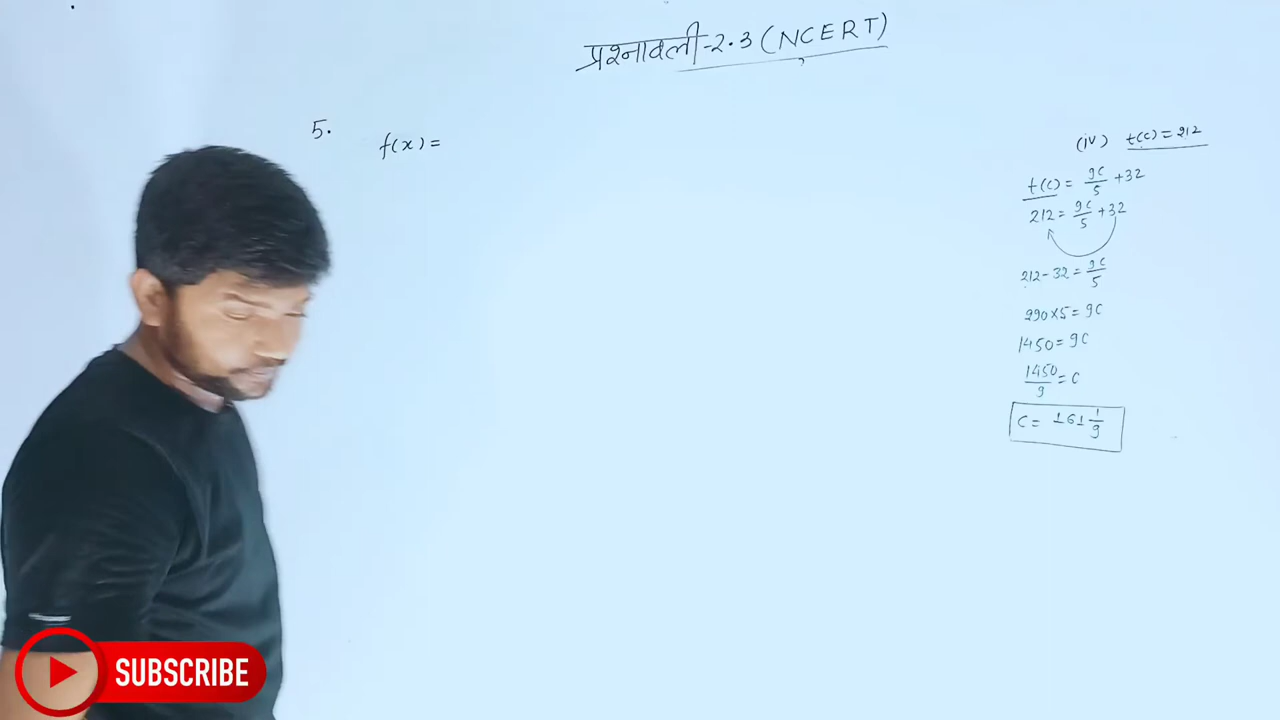 प्रश्नावली-2.3 (NCERT)
5. f(x) =
(iv) t(c) = 212
t(c) = 9c/5 + 32
212 = 9c/5 + 32
212 - 32 = 9c/5
290 × 5 = 9c
1450 = 9c
1450/9 = c
c = 161 1/9
SUBSCRIBE